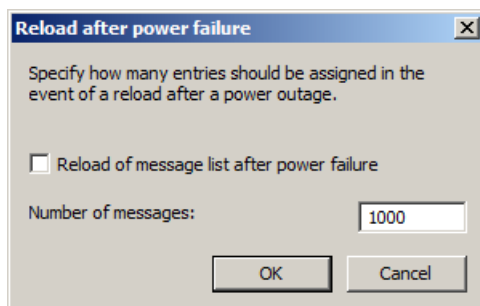 Reload after power failure
Specify how many entries should be assigned in the
event of a reload after a power outage.
Reload of message list after power failure
Number of messages:
1000
OK
Cancel